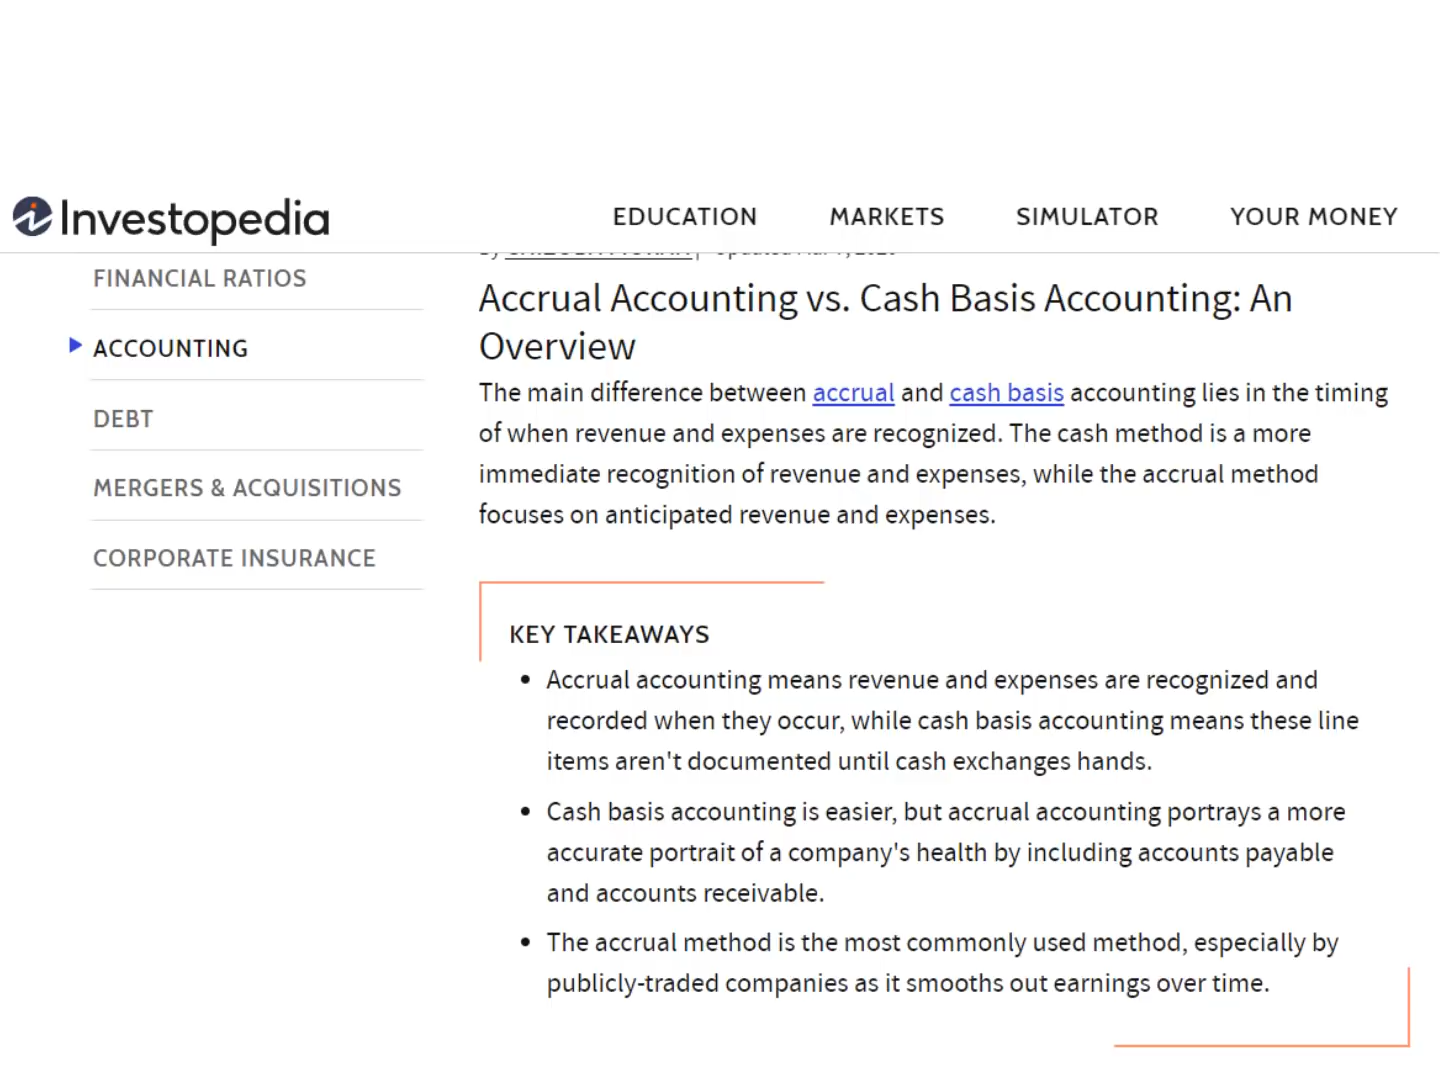 Investopedia
EDUCATION
MARKETS
SIMULATOR
YOUR MONEY
FINANCIAL RATIOS
ACCOUNTING
DEBT
MERGERS & ACQUISITIONS
CORPORATE INSURANCE
Accrual Accounting vs. Cash Basis Accounting: An
Overview
The main difference between accrual and cash basis accounting lies in the timing
of when revenue and expenses are recognized. The cash method is a more
immediate recognition of revenue and expenses, while the accrual method
focuses on anticipated revenue and expenses.
KEY TAKEAWAYS
• Accrual accounting means revenue and expenses are recognized and
recorded when they occur, while cash basis accounting means these line
items aren't documented until cash exchanges hands.
• Cash basis accounting is easier, but accrual accounting portrays a more
accurate portrait of a company's health by including accounts payable
and accounts receivable.
• The accrual method is the most commonly used method, especially by
publicly-traded companies as it smooths out earnings over time.